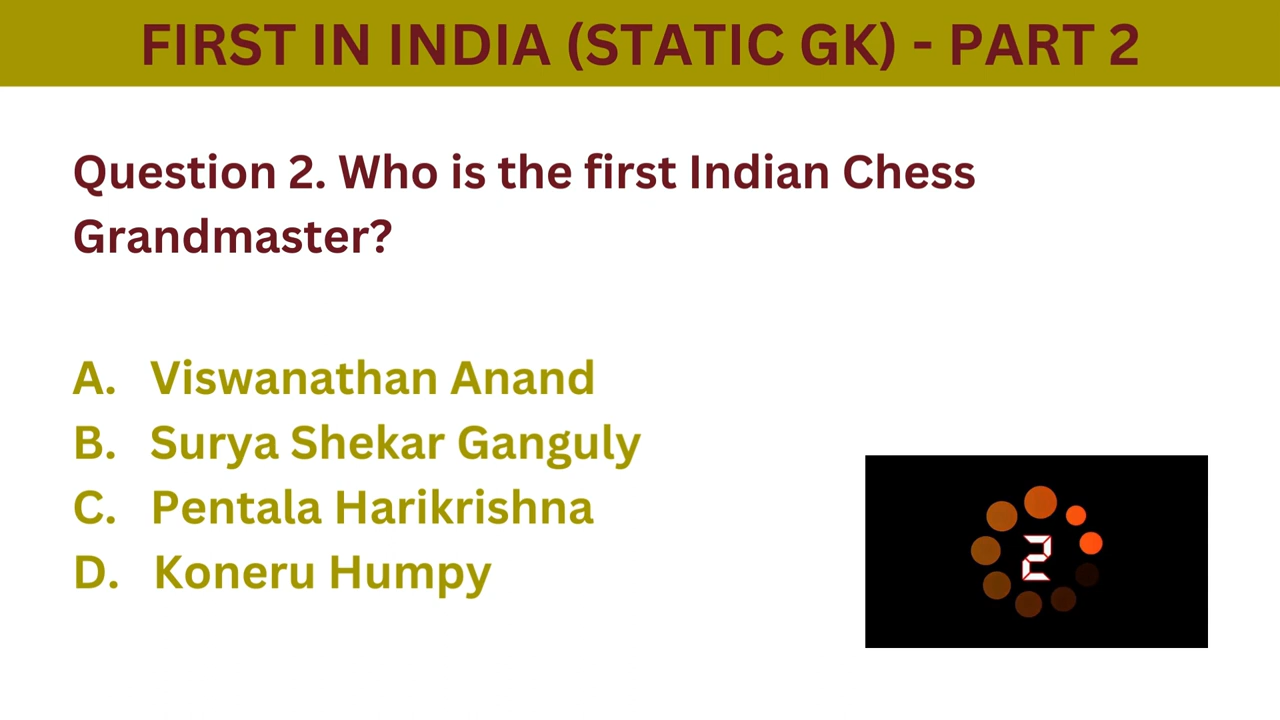 FIRST IN INDIA (STATIC GK) - PART 2
Question 2. Who is the first Indian Chess
Grandmaster?
A. Viswanathan Anand
B. Surya Shekar Ganguly
C. Pentala Harikrishna
D. Koneru Humpy
2